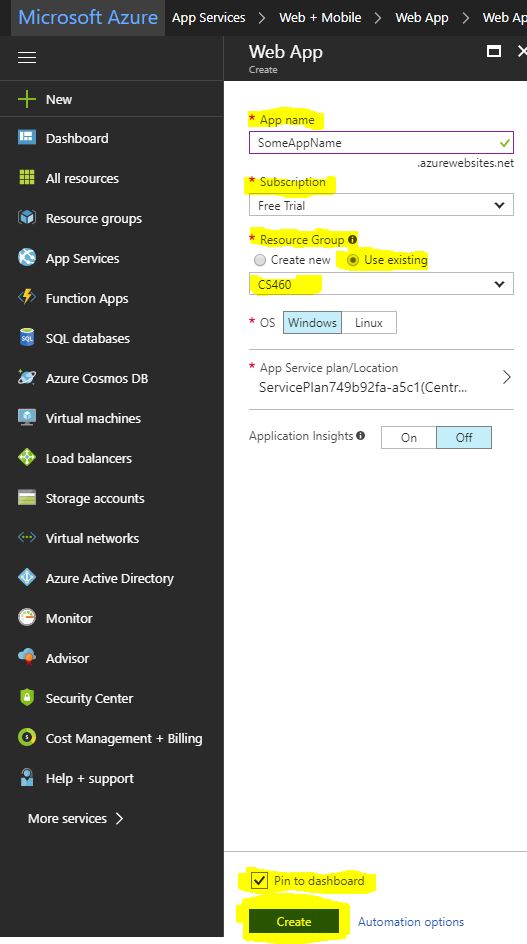 Microsoft Azure App Services > Web + Mobile > Web App > Web Ap
Web App
Create
New
Dashboard
All resources
Resource groups
App Services
Function Apps
SQL databases
Azure Cosmos DB
Virtual machines
Load balancers
Storage accounts
Virtual networks
Azure Active Directory
Monitor
Advisor
Security Center
Cost Management + Billing
Help + support
More services >
* App name
SomeAppName
.azurewebsites.net
* Subscription
Free Trial
* Resource Group
Create new Use existing
CS460
* OS Windows Linux
* App Service plan/Location
ServicePlan749b92fa-a5c1(Centr...
Application Insights On Off
Pin to dashboard
Create Automation options